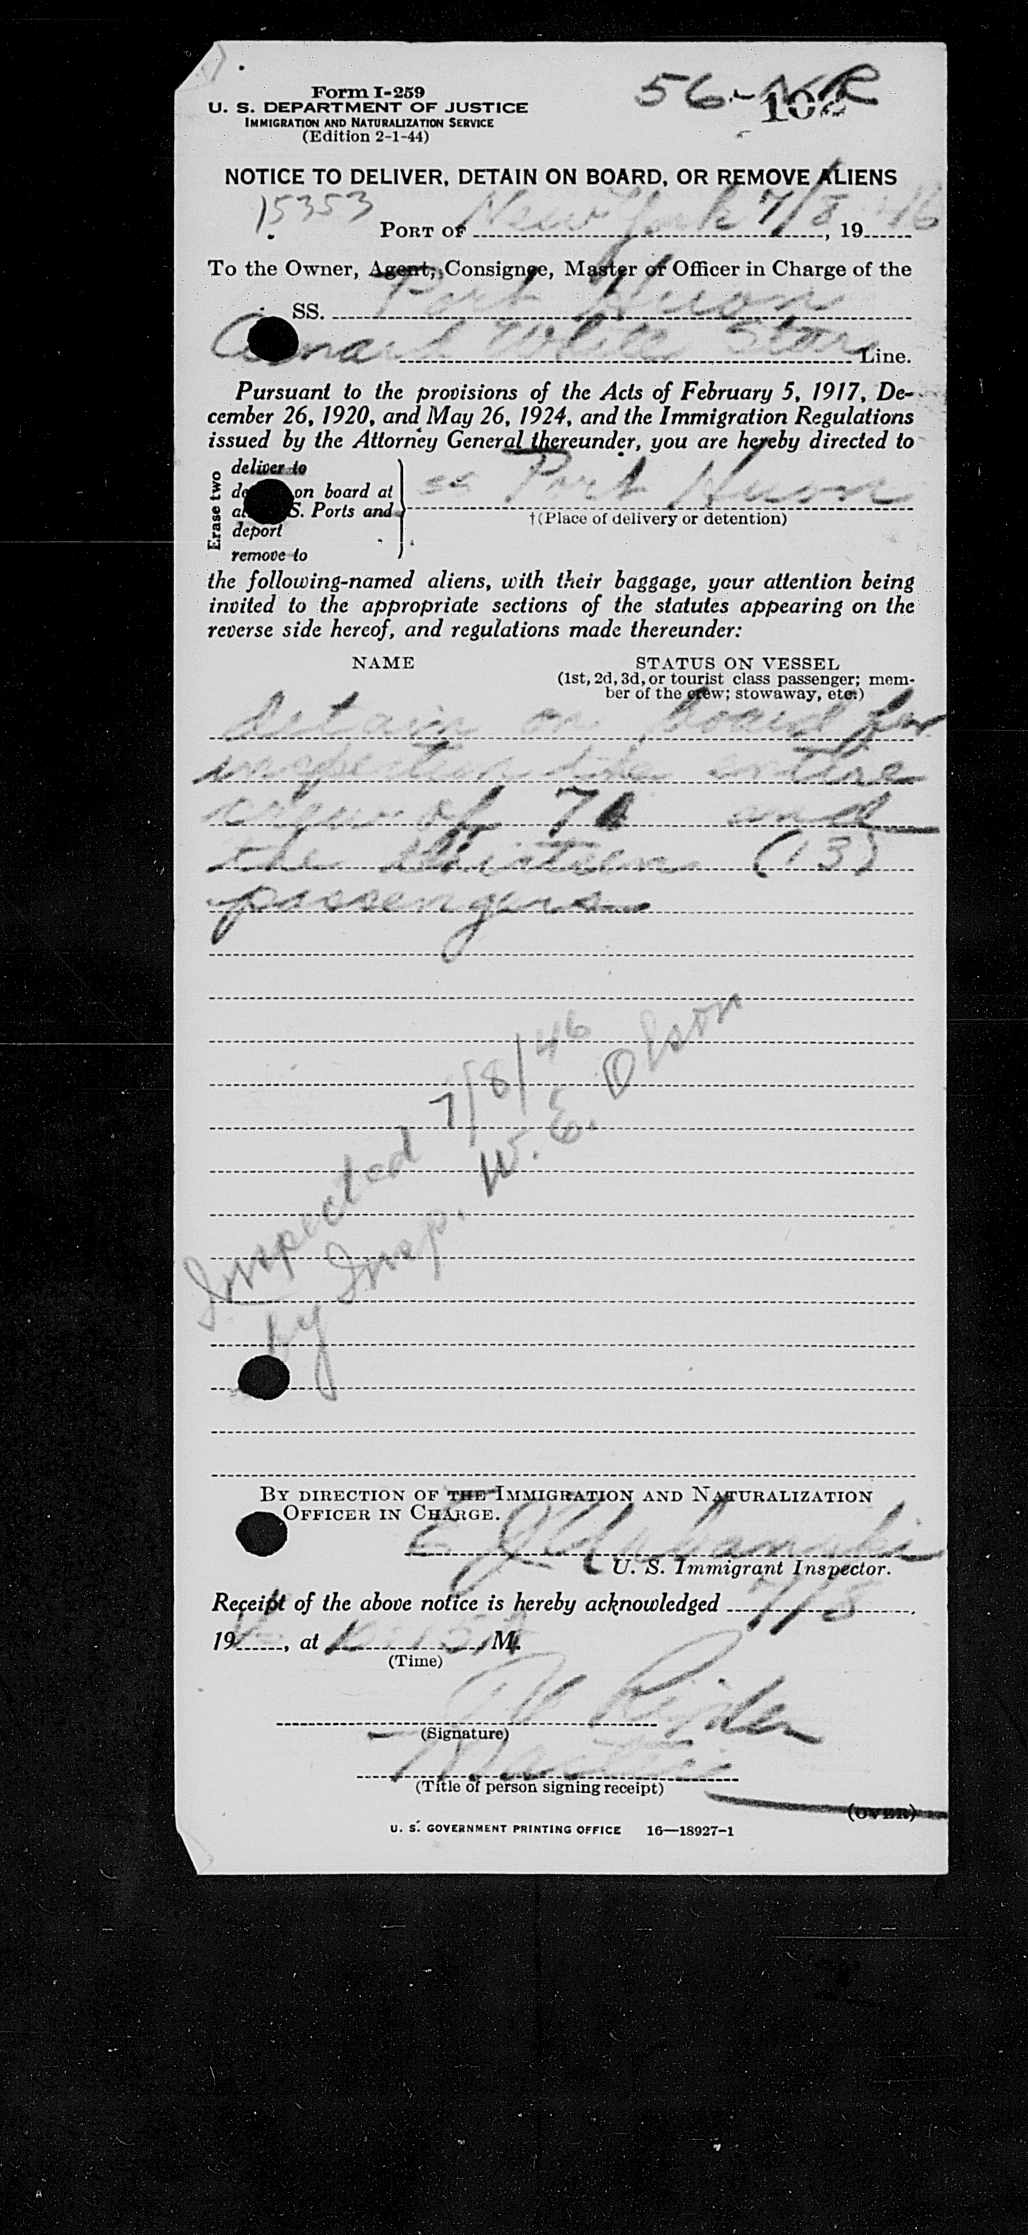 Form I-259
56-NR
102
U. S. DEPARTMENT OF JUSTICE
IMMIGRATION AND NATURALIZATION SERVICE
(Edition 2-1-44)
NOTICE TO DELIVER, DETAIN ON BOARD, OR REMOVE ALIENS
15353
PORT OF New York 7/8, 1946
To the Owner, Agent, Consignee, Master or Officer in Charge of the
SS. Port Huon
Cunard White Star Line.
Pursuant to the provisions of the Acts of February 5, 1917, De-
cember 26, 1920, and May 26, 1924, and the Immigration Regulations
issued by the Attorney General thereunder, you are hereby directed to
Erase two
deliver to
on board at
S. Ports and
deport
remove to
ss Port Huon
†(Place of delivery or detention)
the following-named aliens, with their baggage, your attention being
invited to the appropriate sections of the statutes appearing on the
reverse side hereof, and regulations made thereunder:
NAME
STATUS ON VESSEL
(1st, 2d, 3d, or tourist class passenger; mem-
ber of the crew; stowaway, etc.)
detain on board for
inspection the entire
crew of and
the thirteen (13)
passengers
Inspected 7/8/46
by Insp. W. E. Olson
BY DIRECTION OF THE IMMIGRATION AND NATURALIZATION
OFFICER IN CHARGE.
U. S. Immigrant Inspector.
Receipt of the above notice is hereby acknowledged 7/8,
19, at M.
(Time)
(Signature)
Master
(Title of person signing receipt)
(OVER)
U. S. GOVERNMENT PRINTING OFFICE 16—18927-1